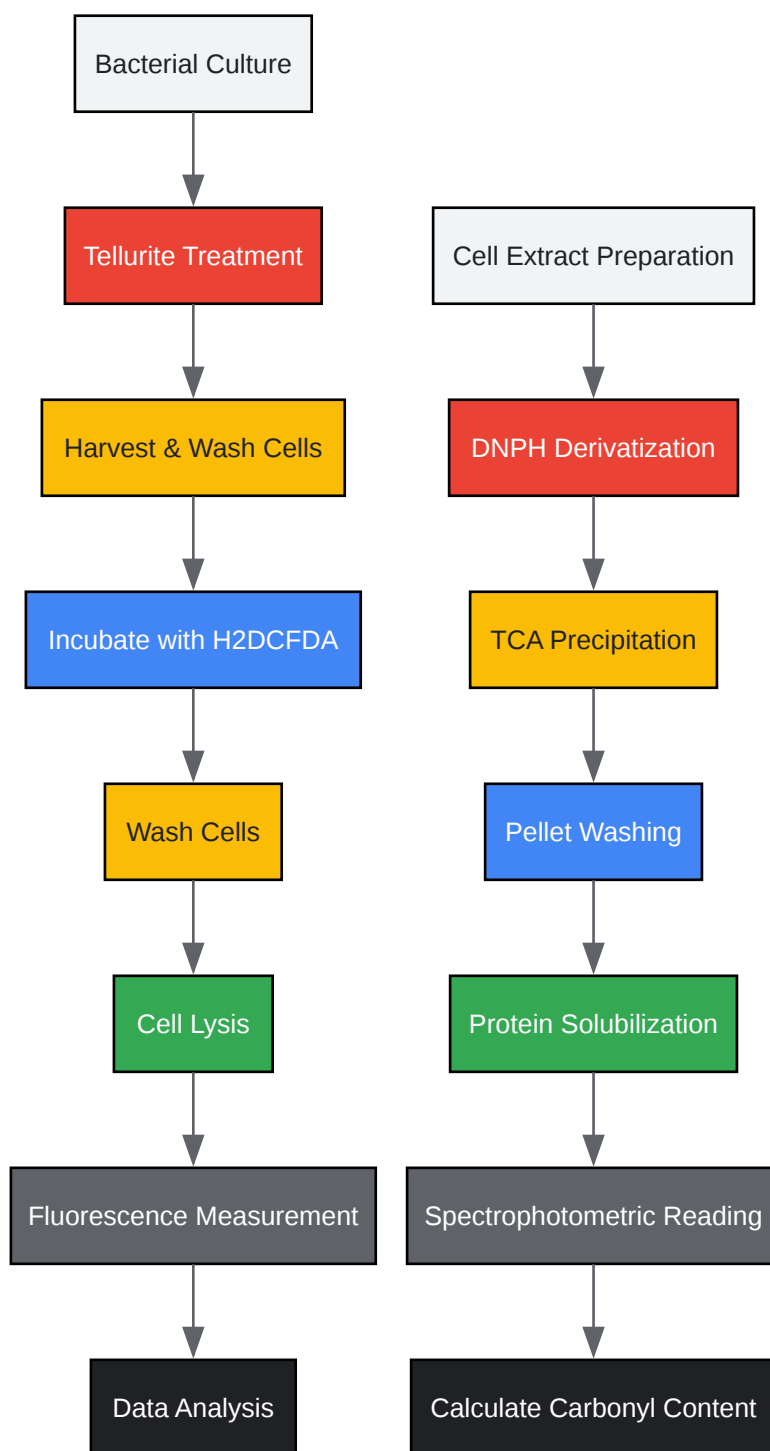 Bacterial Culture
Tellurite Treatment
Harvest & Wash Cells
Incubate with H2DCFDA
Wash Cells
Cell Lysis
Fluorescence Measurement
Data Analysis
Cell Extract Preparation
DNPH Derivatization
TCA Precipitation
Pellet Washing
Protein Solubilization
Spectrophotometric Reading
Calculate Carbonyl Content